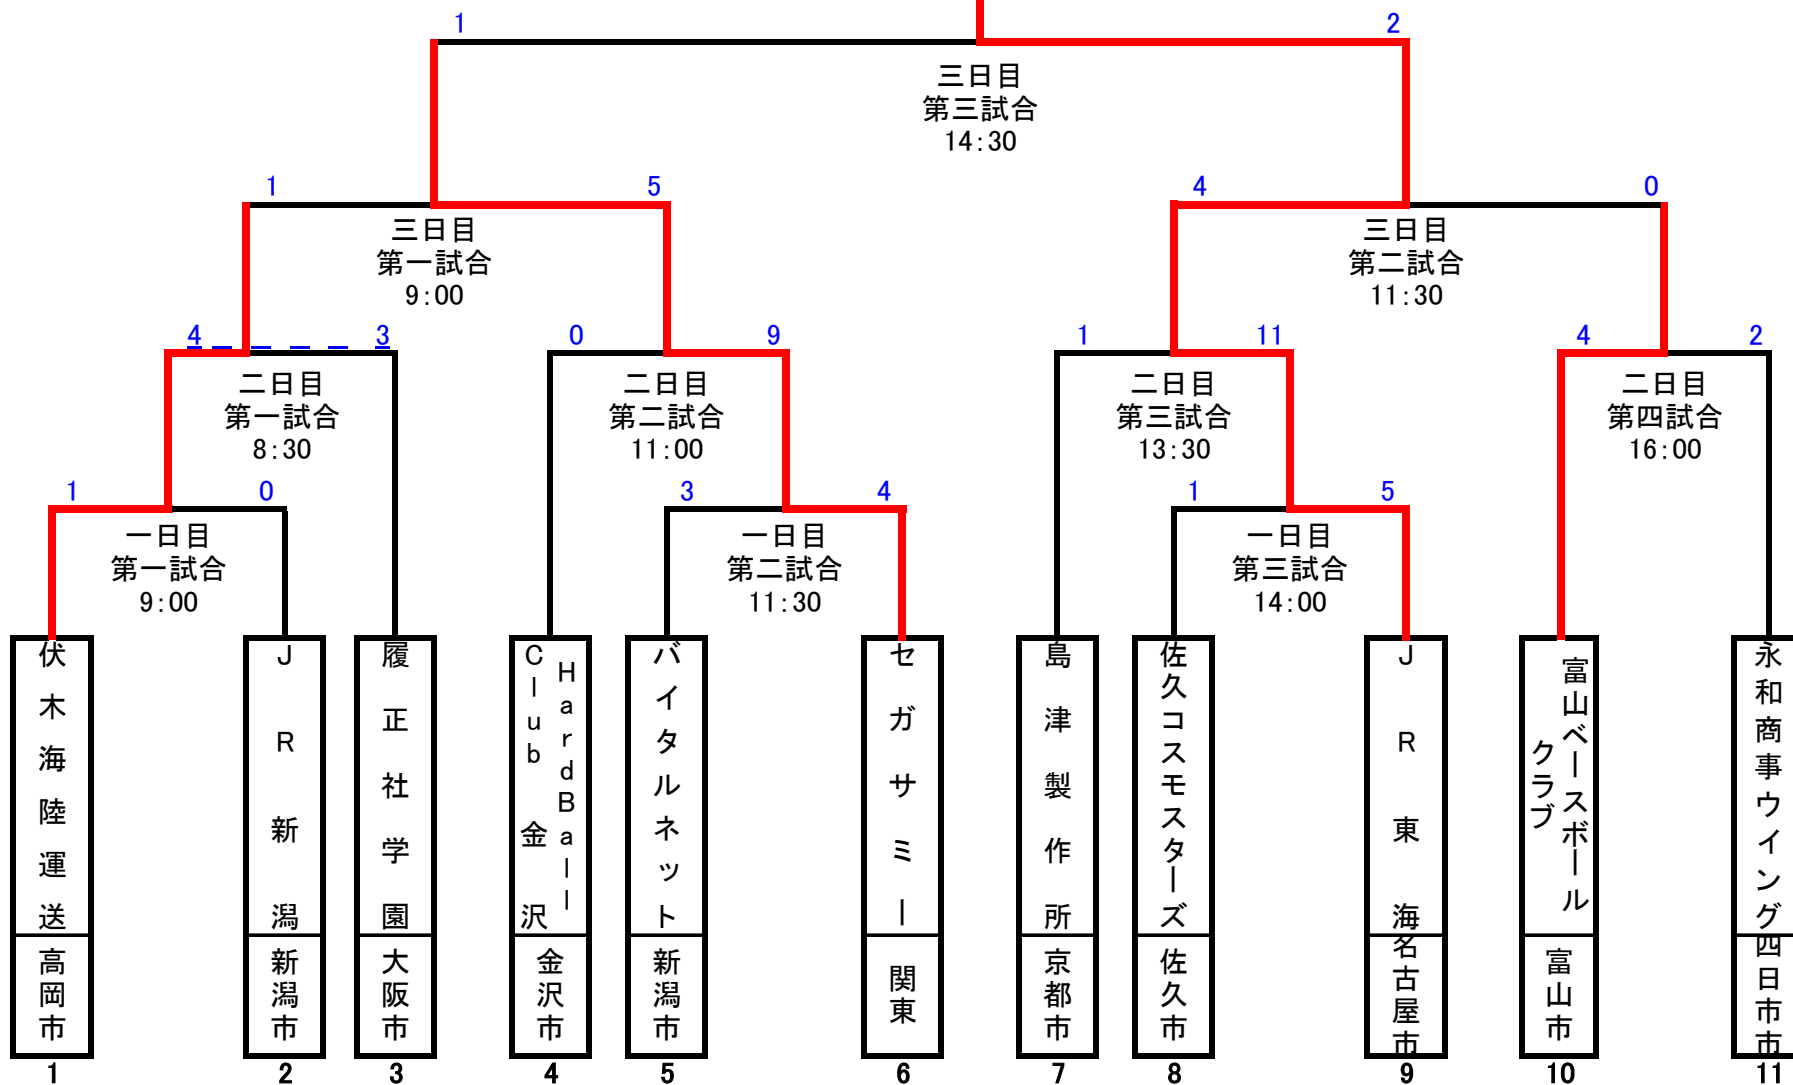 1 2
三日目
第三試合
14:30
1 5 4 0
三日目
第一試合
9:00
三日目
第二試合
11:30
4 3 0 9 1 11 4 2
二日目
第一試合
8:30
二日目
第二試合
11:00
二日目
第三試合
13:30
二日目
第四試合
16:00
1 0 3 4 1 5
一日目
第一試合
9:00
一日目
第二試合
11:30
一日目
第三試合
14:00
伏木海陸運送
高岡市
1
JR新潟
新潟市
2
履正社学園
大阪市
3
HardBall
Club金沢
金沢市
4
バイタルネット
新潟市
5
セガサミー
関東
6
島津製作所
京都市
7
佐久コスモスターズ
佐久市
8
JR東海
名古屋市
9
富山ベースボール
クラブ
富山市
10
永和商事ウイング
四日市市
11